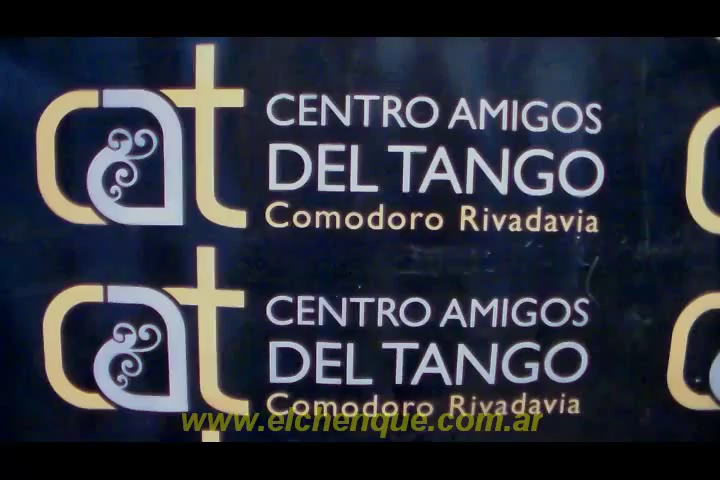 cat
CENTRO AMIGOS
DEL TANGO
Comodoro Rivadavia
cat
CENTRO AMIGOS
DEL TANGO
Comodoro Rivadavia
www.elchenque.com.ar